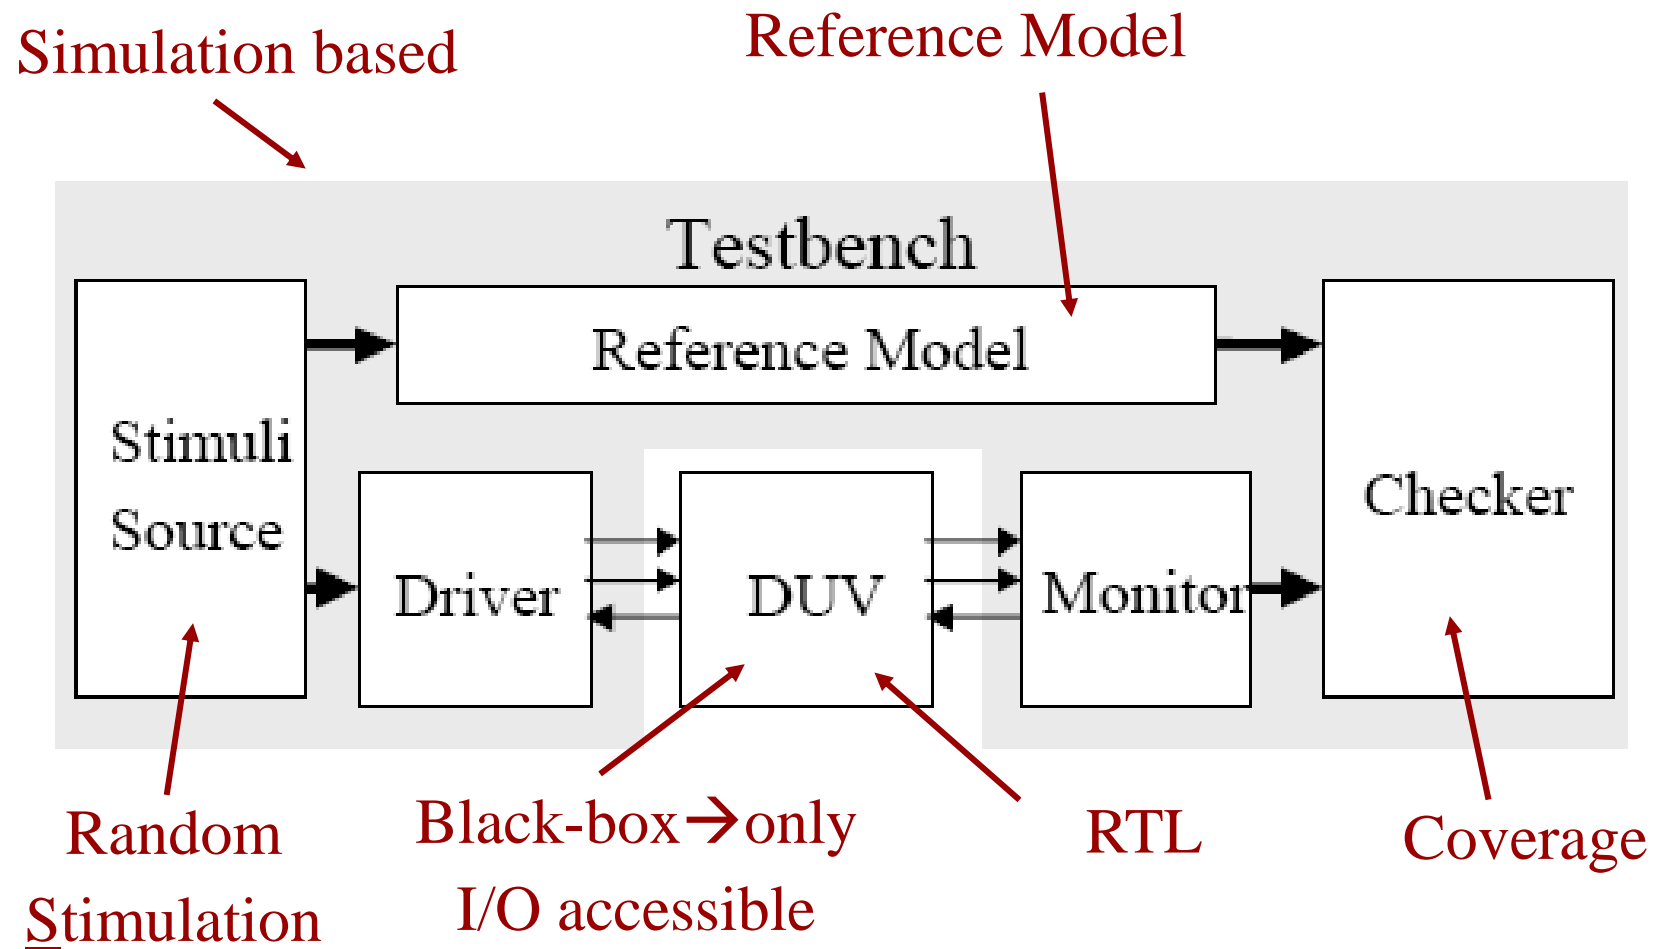 Simulation based
Reference Model
Testbench
Reference Model
Stimuli
Source
Driver
DUV
Monitor
Checker
Random
Stimulation
Black-box→only
I/O accessible
RTL
Coverage